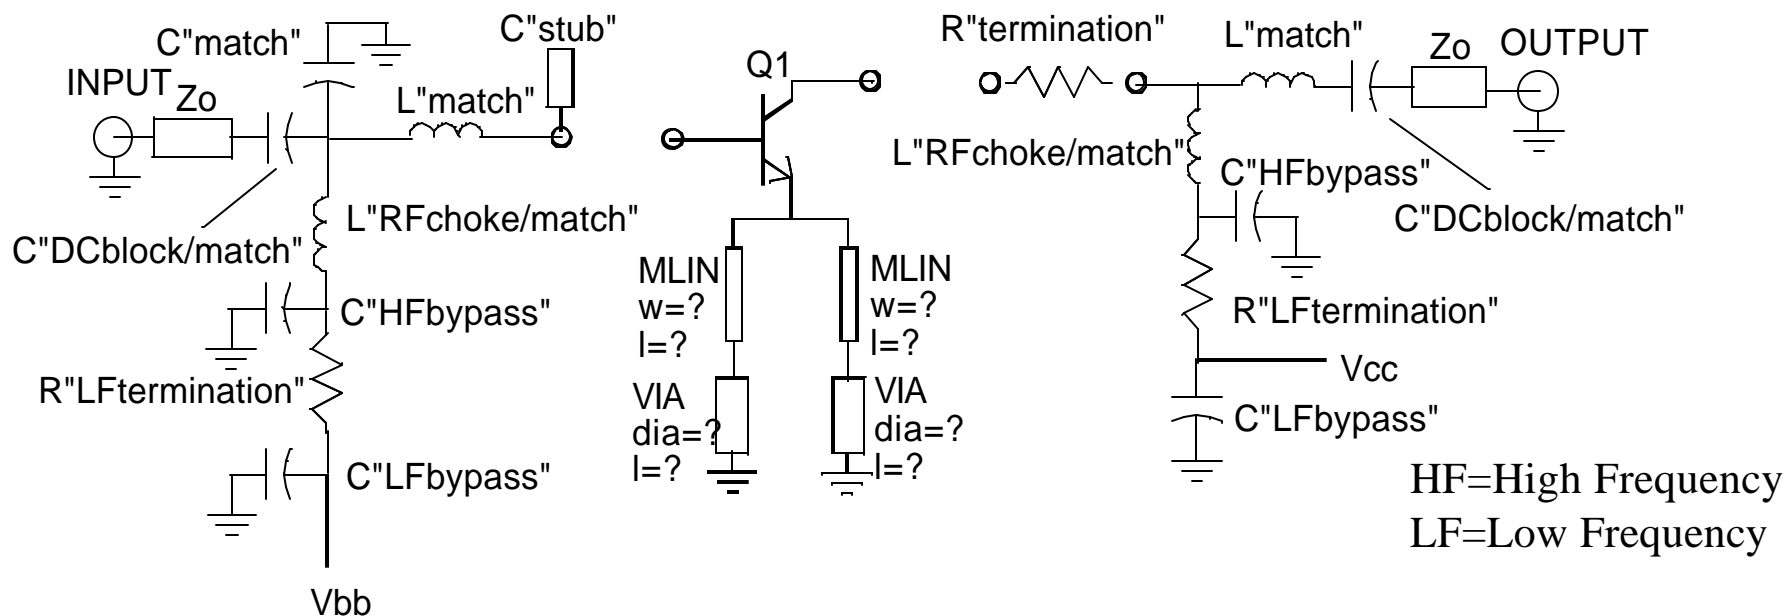 C"match"
INPUT
Zo
L"match"
C"stub"
C"DCblock/match"
L"RFchoke/match"
C"HFbypass"
R"LFtermination"
C"LFbypass"
Vbb
Q1
MLIN
w=?
l=?
VIA
dia=?
l=?
MLIN
w=?
l=?
VIA
dia=?
l=?
R"termination"
L"match"
Zo
OUTPUT
L"RFchoke/match"
C"HFbypass"
C"DCblock/match"
R"LFtermination"
Vcc
C"LFbypass"
HF=High Frequency
LF=Low Frequency